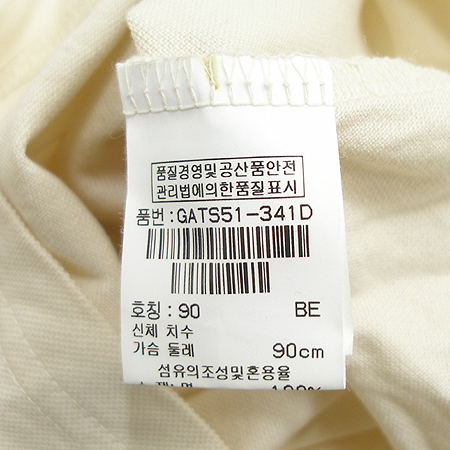 품질경영및공산품안전
관리법에의한품질표시
품번:GATS51-341D
호칭:90 BE
신체 치수
가슴 둘레 90cm
섬유의조성및혼용율